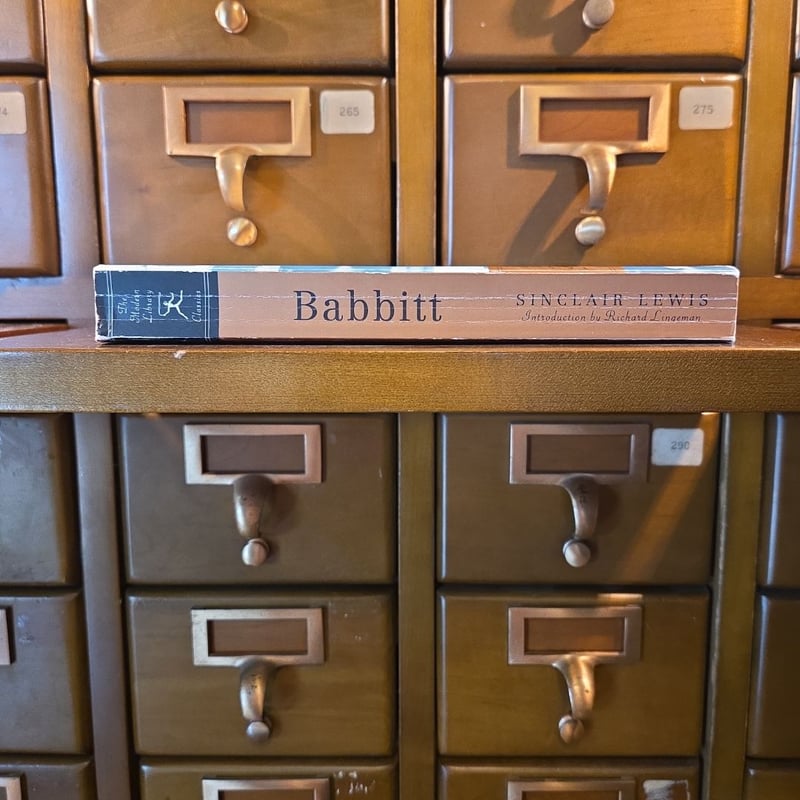 265
275
The
Modern
Library
Classics
Babbitt
SINCLAIR LEWIS
Introduction by Richard Lingeman
290